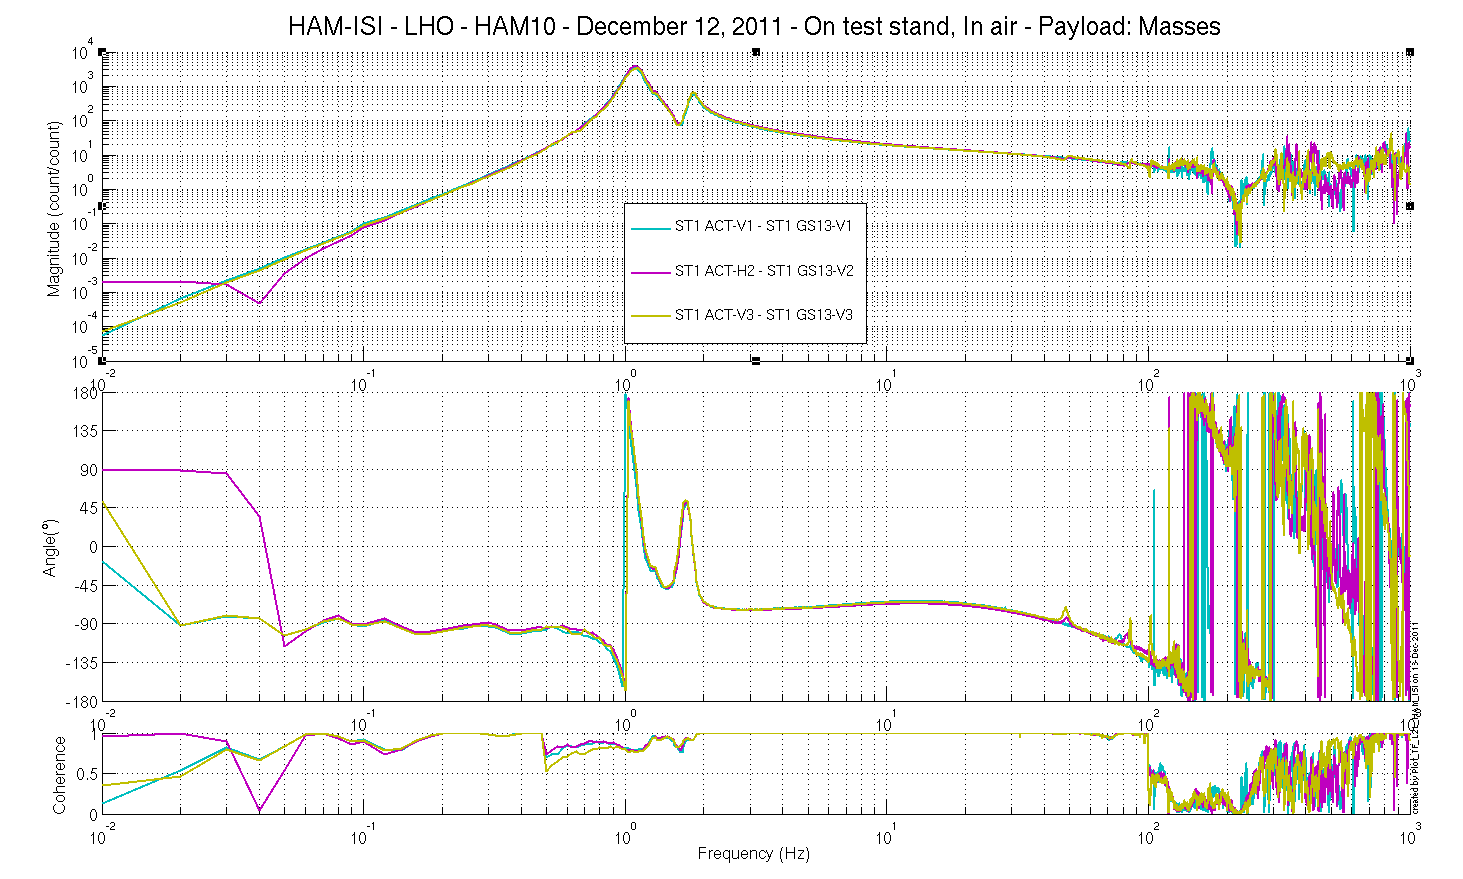 HAM-ISI - LHO - HAM10 - December 12, 2011 - On test stand, In air - Payload: Masses
Magnitude (count/count)
10^4
10^3
10^2
10^1
10^0
10^-1
10^-2
10^-3
10^-4
10^-5
ST1 ACT-V1 - ST1 GS13-V1
ST1 ACT-H2 - ST1 GS13-V2
ST1 ACT-V3 - ST1 GS13-V3
10^-2 10^-1 10^0 10^1 10^2 10^3
Angle(°)
180
135
90
45
0
-45
-90
-135
-180
10^-2 10^-1 10^0 10^1 10^2 10^3
Coherence
1
0.5
0
10^-2 10^-1 10^0 10^1 10^2 10^3
Frequency (Hz)